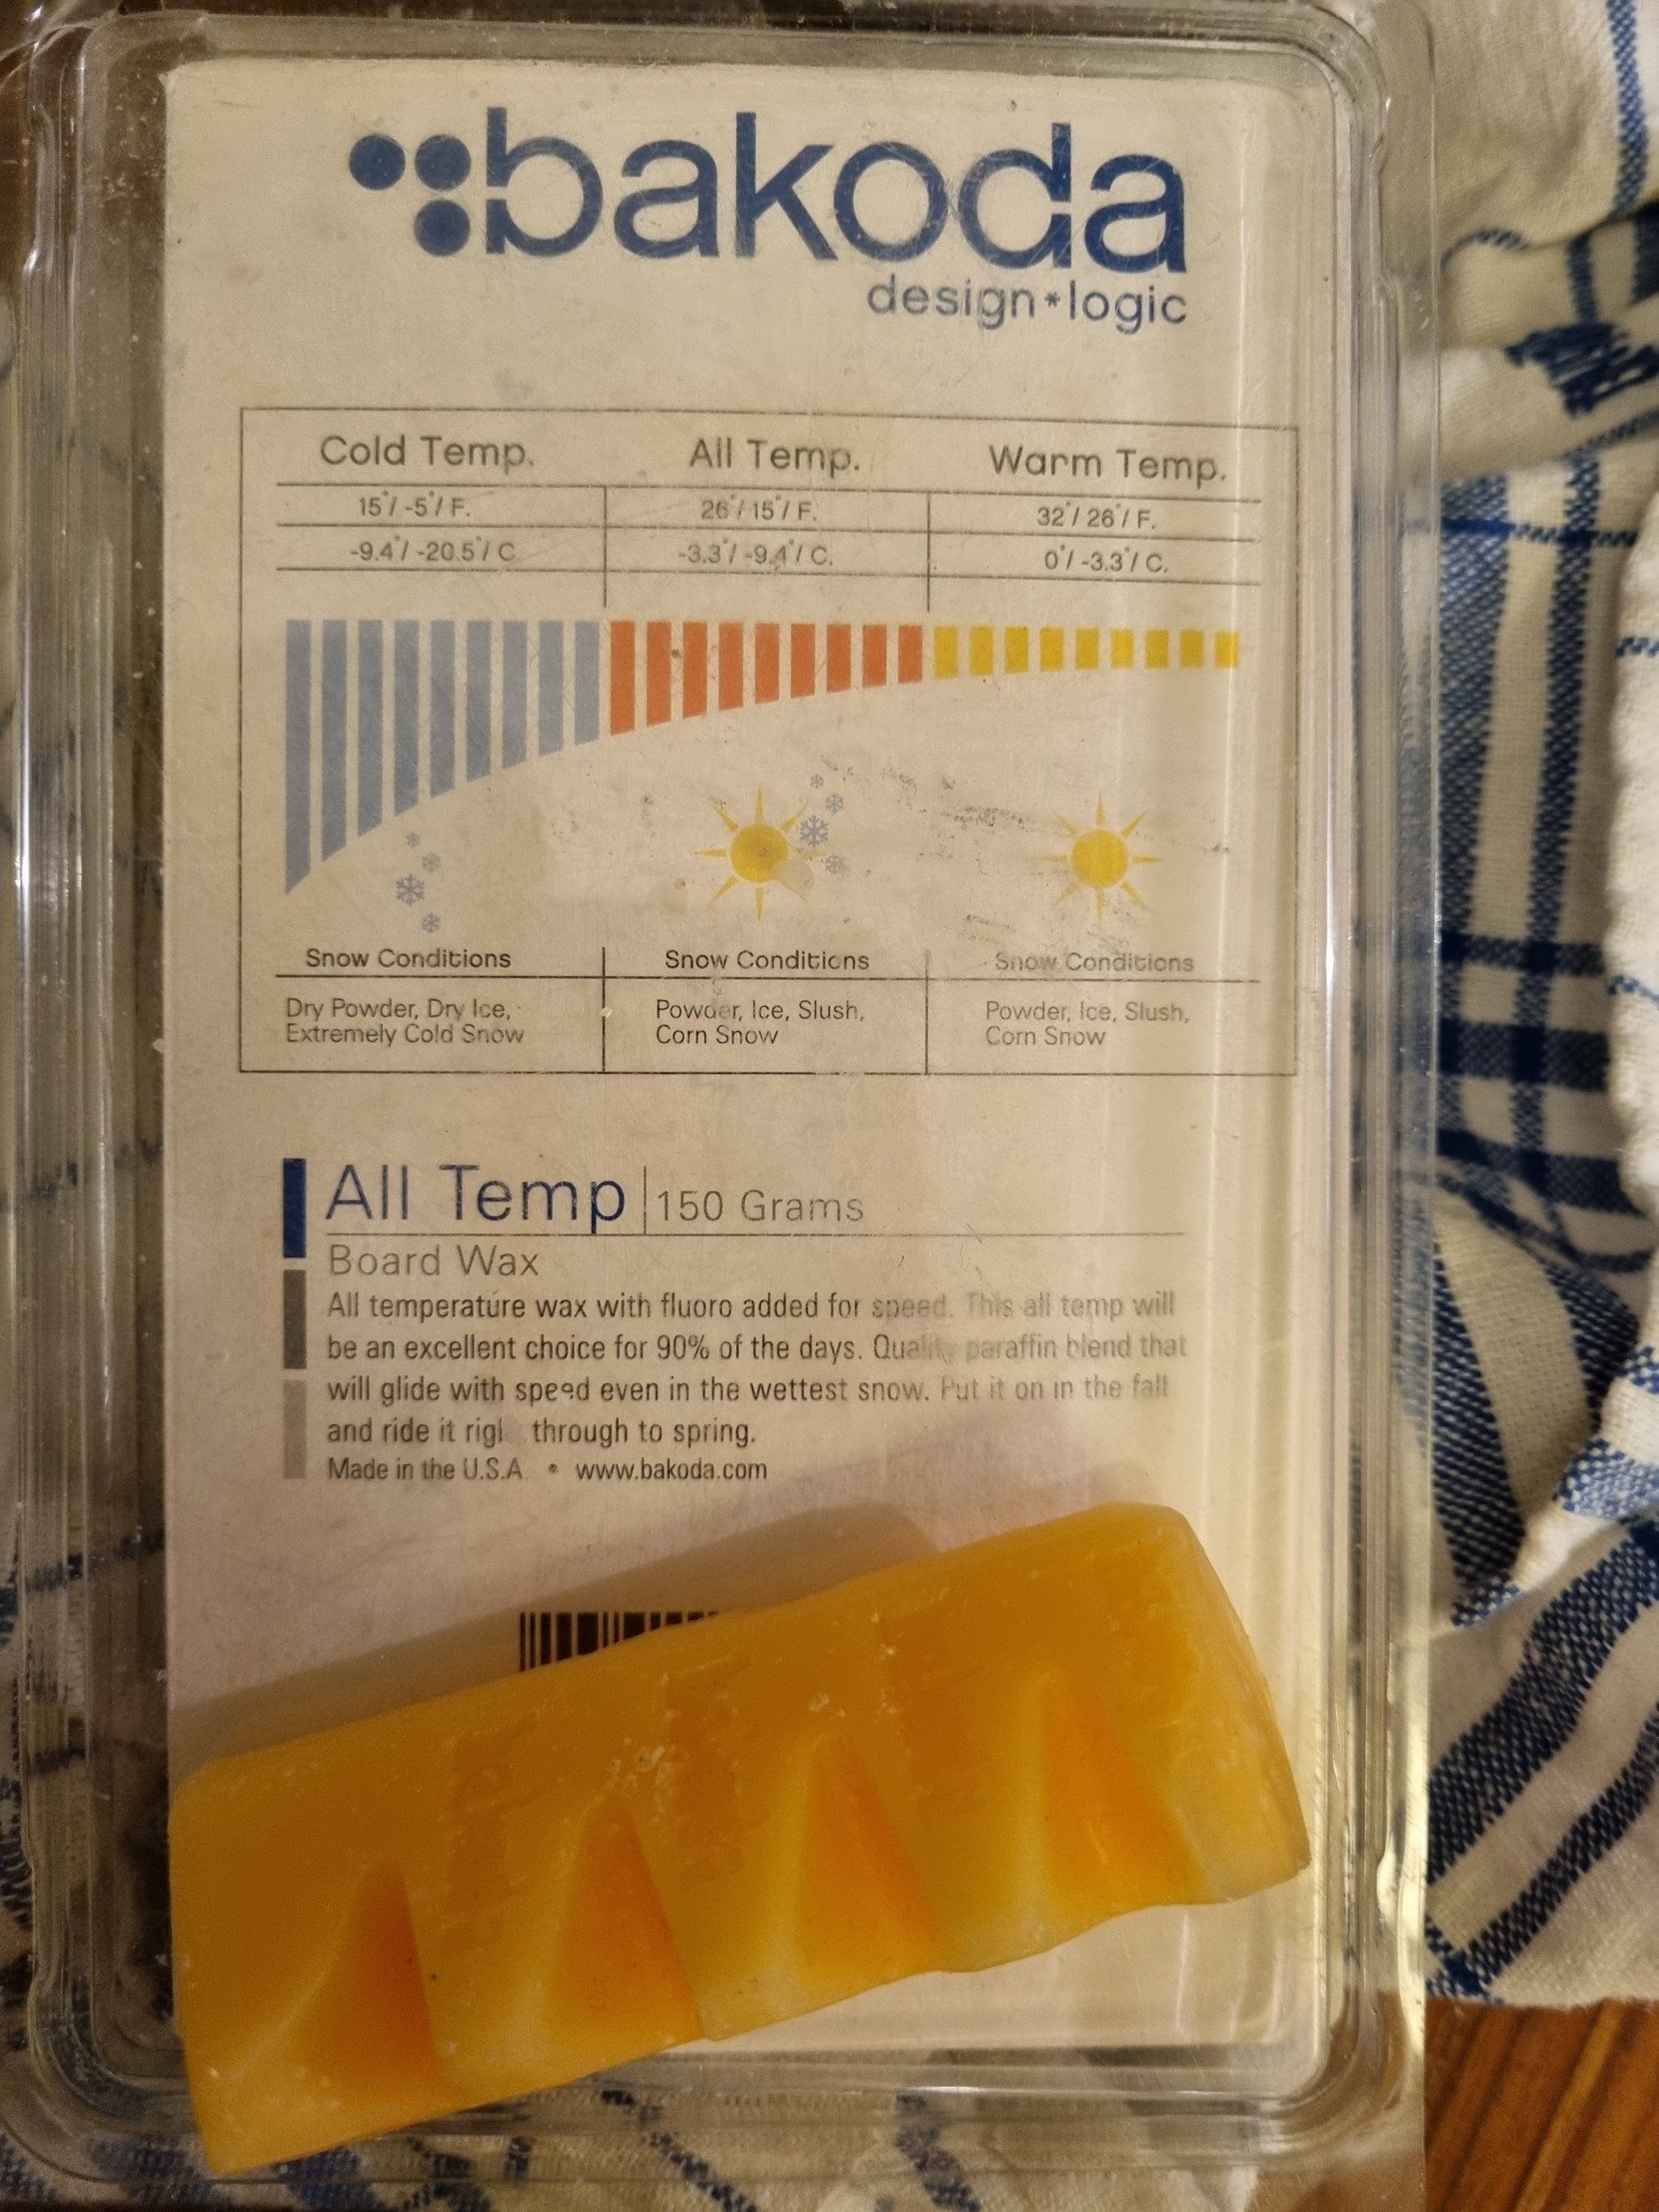 bakoda
design*logic
Cold Temp. All Temp. Warm Temp.
15°/ -5°/ F. 26°/ 15°/ F. 32°/ 26°/ F.
-9.4°/ -20.5°/ C -3.3°/ -9.4°/ C. 0°/ -3.3°/ C.
Snow Conditions Snow Conditions Snow Conditions
Dry Powder, Dry Ice, Powder, Ice, Slush, Powder, Ice, Slush,
Extremely Cold Snow Corn Snow Corn Snow
All Temp | 150 Grams
Board Wax
All temperature wax with fluoro added for speed. This all temp will
be an excellent choice for 90% of the days. Quality paraffin blend that
will glide with speed even in the wettest snow. Put it on in the fall
and ride it right through to spring.
Made in the U.S.A. • www.bakoda.com